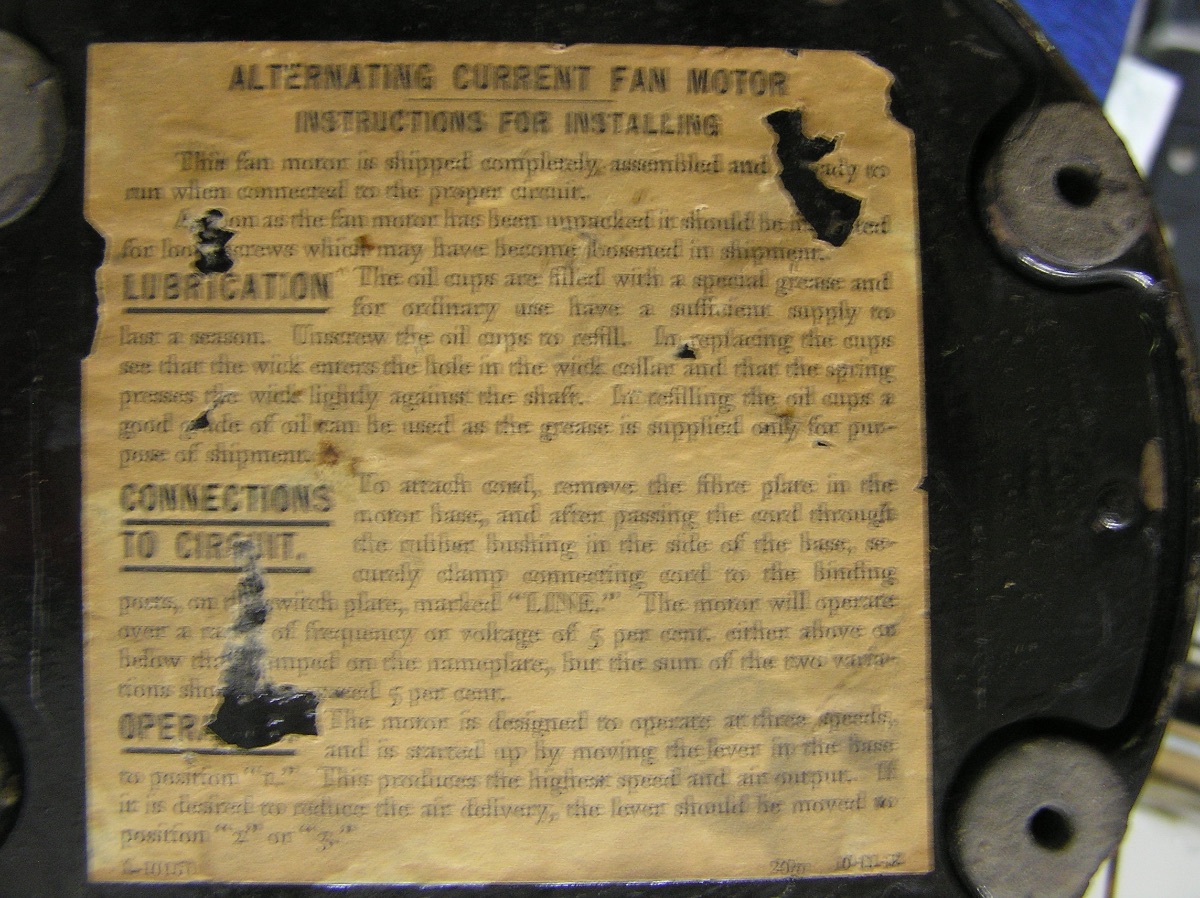 ALTERNATING CURRENT FAN MOTOR
INSTRUCTIONS FOR INSTALLING
This fan motor is shipped completely assembled and ady to
run when connected to the proper circuit.
A on as the fan motor has been unpacked it should be in ted
for loo screws which may have become loosened in shipment.
LUBRICATION The oil cups are filled with a special grease and
for ordinary use have a sufficient supply to
last a season. Unscrew the oil cups to refill. In replacing the cups
see that the wick enters the hole in the wick collar and that the spring
presses the wick lightly against the shaft. In refilling the oil cups a
good grade of oil can be used as the grease is supplied only for pur-
pose of shipment.
CONNECTIONS To attach cord, remove the fibre plate in the
motor base, and after passing the cord through
TO CIRCUIT. the rubber bushing in the side of the base, se-
curely clamp connecting cord to the binding
posts, on switch plate, marked "LINE." The motor will operate
over a of frequency or voltage of 5 per cent. either above or
below that amped on the nameplate, but the sum of the two varia-
tions sho 5 per cent.
OPERA The motor is designed to operate at three speeds,
and is started up by moving the lever in the base
to position "1." This produces the highest speed and air output. If
it is desired to reduce the air delivery, the lever should be moved to
position "2" or "3."